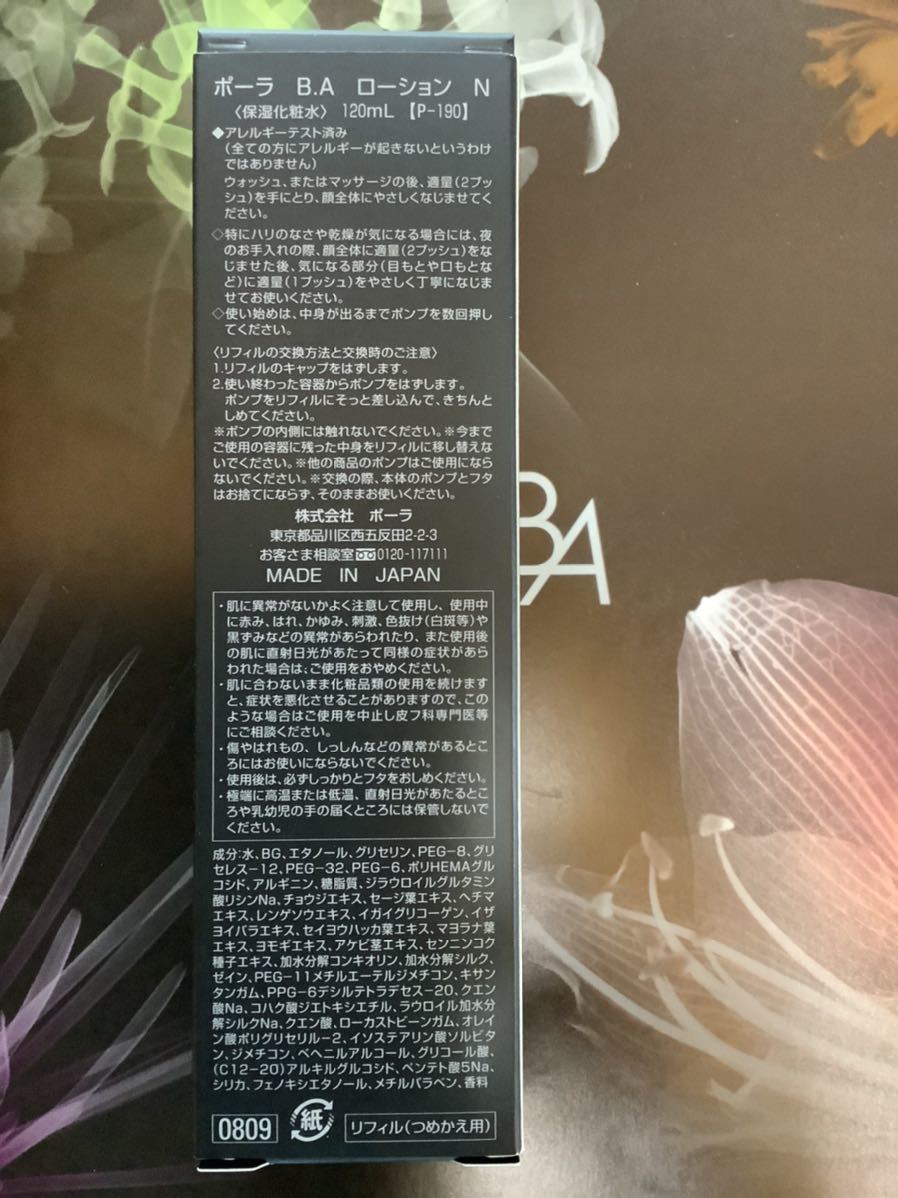 ポーラ B.A ローション N
〈保湿化粧水〉 120mL 【P-190】
◆アレルギーテスト済み
(全ての方にアレルギーが起きないというわけ
ではありません)
ウォッシュ、またはマッサージの後、適量(2プッ
シュ)を手にとり、顔全体にやさしくなじませてく
ださい。
◇特にハリのなさや乾燥が気になる場合には、夜
のお手入れの際、顔全体に適量(2プッシュ)をな
じませた後、気になる部分(目もとや口もとな
ど)に適量(1プッシュ)をやさしく丁寧になじま
せてお使いください。
◇使い始めは、中身が出るまでポンプを数回押し
てください。
〈リフィルの交換方法と交換時のご注意〉
1.リフィルのキャップをはずします。
2.使い終わった容器からポンプをはずします。
ポンプをリフィルにそっと差し込んで、きちんと
しめてください。
※ポンプの内側には触れないでください。※今まで
ご使用の容器に残った中身をリフィルに移し替えな
いでください。※他の商品のポンプはご使用になら
ないでください。※交換の際、本体のポンプとフタ
はお捨てにならず、そのままお使いください。
株式会社 ポーラ
東京都品川区西五反田2-2-3
お客さま相談室 0120-117111
MADE IN JAPAN
・肌に異常がないかよく注意して使用し、使用中
に赤み、はれ、かゆみ、刺激、色抜け(白斑等)や
黒ずみなどの異常があらわれたり、また使用後
の肌に直射日光があたって同様の症状があら
われた場合は、ご使用をおやめください。
・肌に合わないまま化粧品類の使用を続けます
と、症状を悪化させることがありますので、この
ような場合はご使用を中止し皮フ科専門医等
にご相談ください。
・傷やはれもの、しっしんなどの異常があるとこ
ろにはお使いにならないでください。
・使用後は、必ずしっかりとフタをおしめください。
・極端に高温または低温、直射日光があたるとこ
ろや乳幼児の手の届くところには保管しないで
ください。
成分:水、BG、エタノール、グリセリン、PEG-8、グリ
セレス-12、PEG-32、PEG-6、ポリHEMAグル
コシド、アルギニン、糖脂質、ジラウロイルグルタミン
酸リシンNa、チョウジエキス、セージ葉エキス、ヘチマ
エキス、レンゲソウエキス、イガイグリコーゲン、イザ
ヨイバラエキス、セイヨウハッカ葉エキス、マヨラナ葉
エキス、ヨモギエキス、アケビ茎エキス、センニンコク
種子エキス、加水分解コンキオリン、加水分解シルク、
ゼイン、PEG-11メチルエーテルジメチコン、キサン
タンガム、PPG-6デシルテトラデセス-20、クエン
酸Na、コハク酸ジエトキシエチル、ラウロイル加水分
解シルクNa、クエン酸、ローカストビーンガム、オレイ
ン酸ポリグリセリル-2、イソステアリン酸ソルビタ
ン、ジメチコン、ベヘニルアルコール、グリコール酸、
(C12-20)アルキルグルコシド、ペンテト酸5Na、
シリカ、フェノキシエタノール、メチルパラベン、香料
0809 紙 リフィル(つめかえ用)
BA